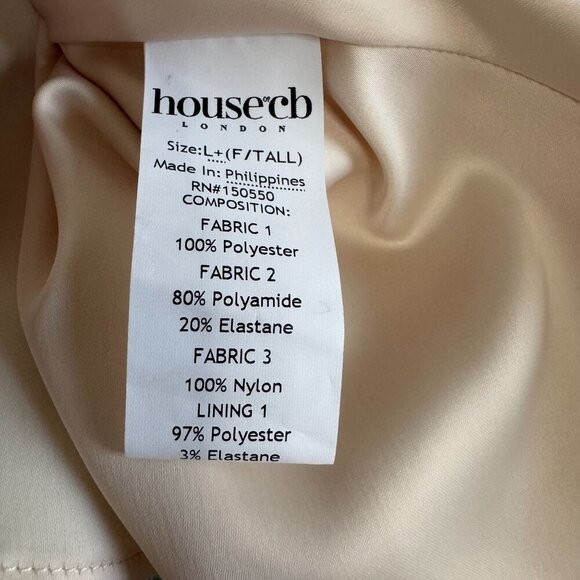 house of cb
LONDON
Size:L+(F/TALL)
Made In: Philippines
RN#150550
COMPOSITION:
FABRIC 1
100% Polyester
FABRIC 2
80% Polyamide
20% Elastane
FABRIC 3
100% Nylon
LINING 1
97% Polyester
3% Elastane